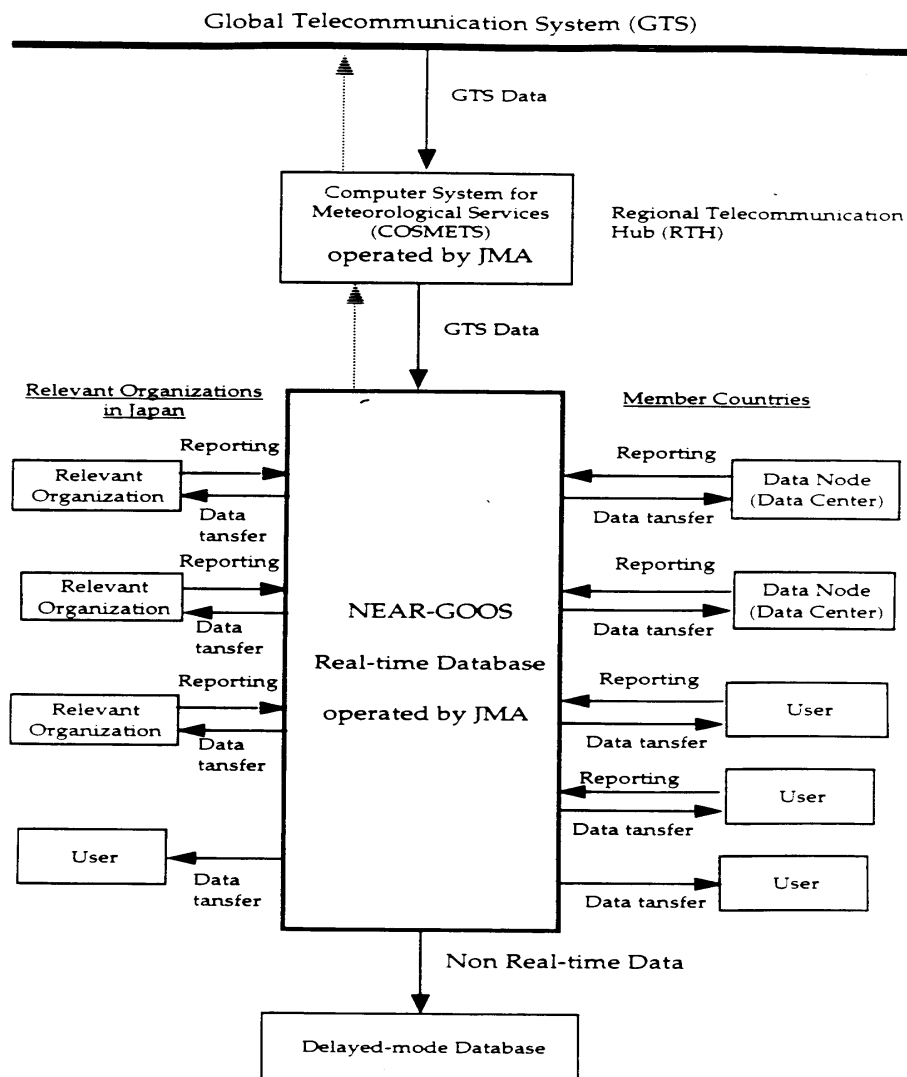 Global Telecommunication System (GTS)
GTS Data
Computer System for
Meteorological Services
(COSMETS)
operated by JMA
Regional Telecommunication
Hub (RTH)
GTS Data
Relevant Organizations
in Japan
Member Countries
Reporting
Relevant
Organization
Data
tansfer
Reporting
Relevant
Organization
Data
tansfer
Reporting
Relevant
Organization
Data
tansfer
User
Data
tansfer
NEAR-GOOS
Real-time Database
operated by JMA
Reporting
Data Node
(Data Center)
Data tansfer
Reporting
Data Node
(Data Center)
Data tansfer
Reporting
User
Data tansfer
Reporting
User
Data tansfer
User
Data tansfer
Non Real-time Data
Delayed-mode Database